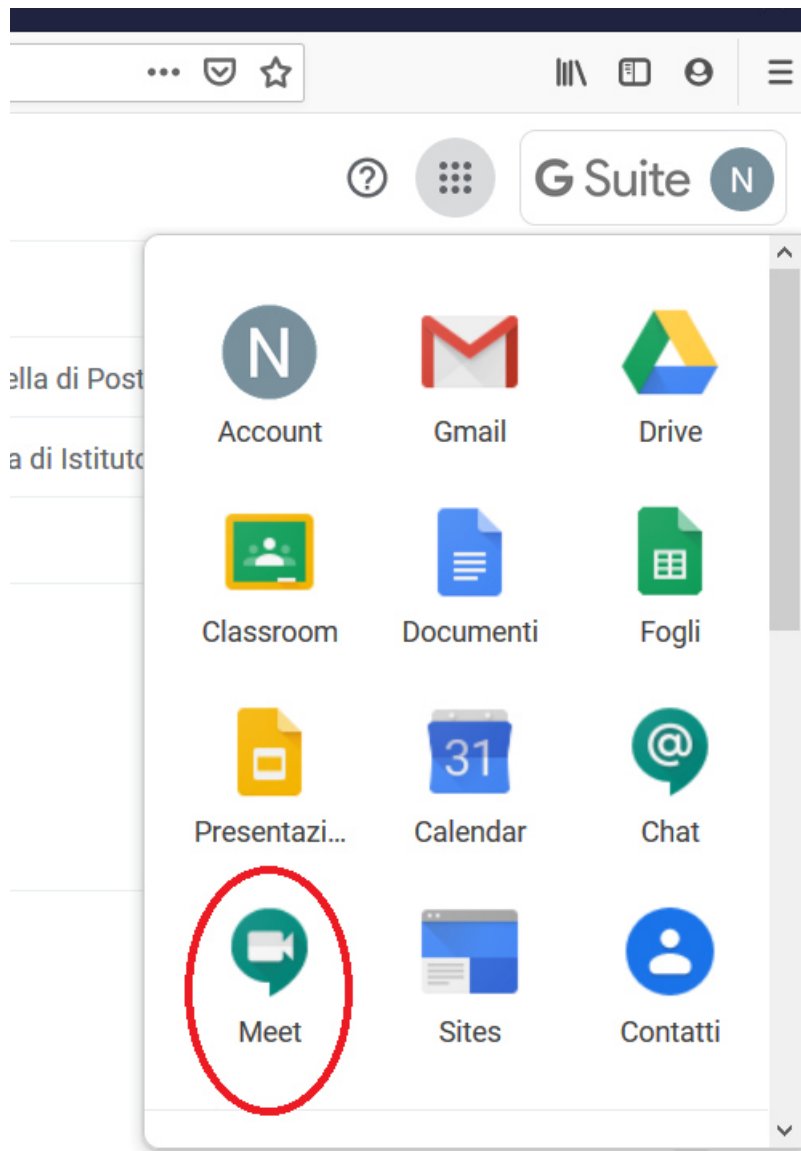 G Suite N
N
Account Gmail Drive
ella di Post
a di Istituto
Classroom Documenti Fogli
31 @
Presentazi... Calendar Chat
Meet Sites Contatti